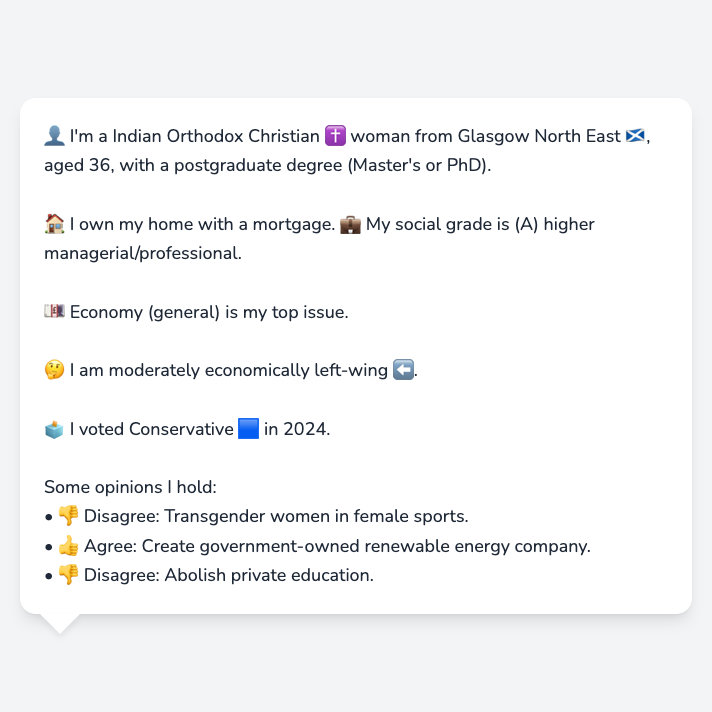 👤 I'm a Indian Orthodox Christian ✝️ woman from Glasgow North East 🏴󠁧󠁢󠁳󠁣󠁴󠁿,
aged 36, with a postgraduate degree (Master's or PhD).
🏠 I own my home with a mortgage. 💼 My social grade is (A) higher
managerial/professional.
💷 Economy (general) is my top issue.
🤔 I am moderately economically left-wing ⬅️.
🗳️ I voted Conservative 🟦 in 2024.
Some opinions I hold:
• 👎 Disagree: Transgender women in female sports.
• 👍 Agree: Create government-owned renewable energy company.
• 👎 Disagree: Abolish private education.